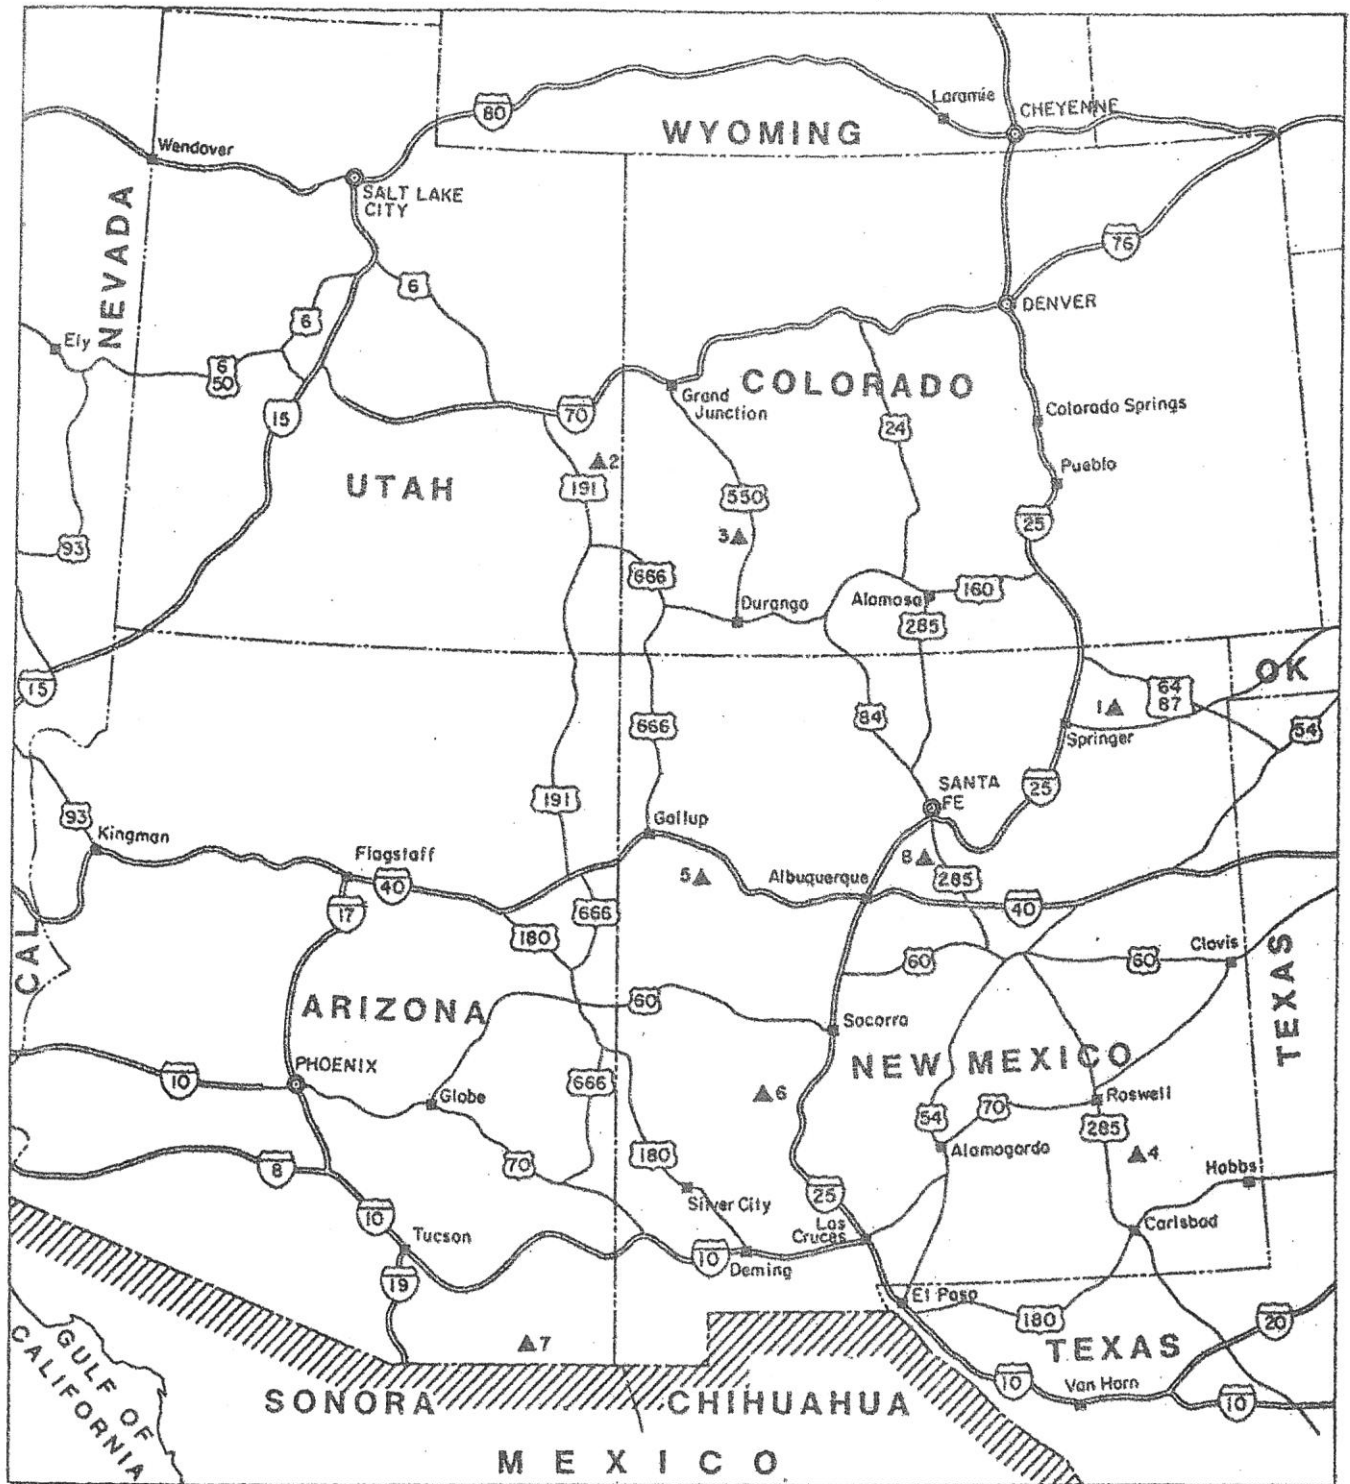 80
Laramie
CHEYENNE
WYOMING
Wendover
SALT LAKE
CITY
NEVADA
76
6
DENVER
6
Ely
6
50
COLORADO
Grand
Junction
15
70
24
Colorado Springs
Pueblo
2
UTAH
191
550
25
3
93
666
Durango
Alamosa
160
285
OK
15
64
87
1
84
666
Springer
54
SANTA
FE
25
191
93
Kingman
Gallup
Flagstaff
8
40
5
Albuquerque
285
17
666
40
180
Clovis
CAL
60
60
TEXAS
ARIZONA
60
Socorro
NEW MEXICO
PHOENIX
10
666
6
Globe
54
70
Roswell
285
Alamogordo
4
8
70
180
Hobbs
25
Silver City
10
Las
Cruces
Carlsbad
Tucson
10
Deming
19
El Paso
180
20
7
TEXAS
GULF OF
CALIFORNIA
10
Van Horn
10
SONORA
CHIHUAHUA
MEXICO